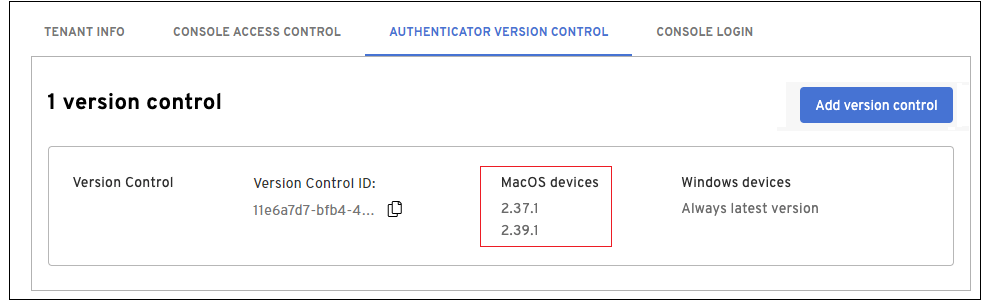 TENANT INFO CONSOLE ACCESS CONTROL AUTHENTICATOR VERSION CONTROL CONSOLE LOGIN
1 version control
Add version control
Version Control
Version Control ID:
11e6a7d7-bfb4-4...
MacOS devices
2.37.1
2.39.1
Windows devices
Always latest version